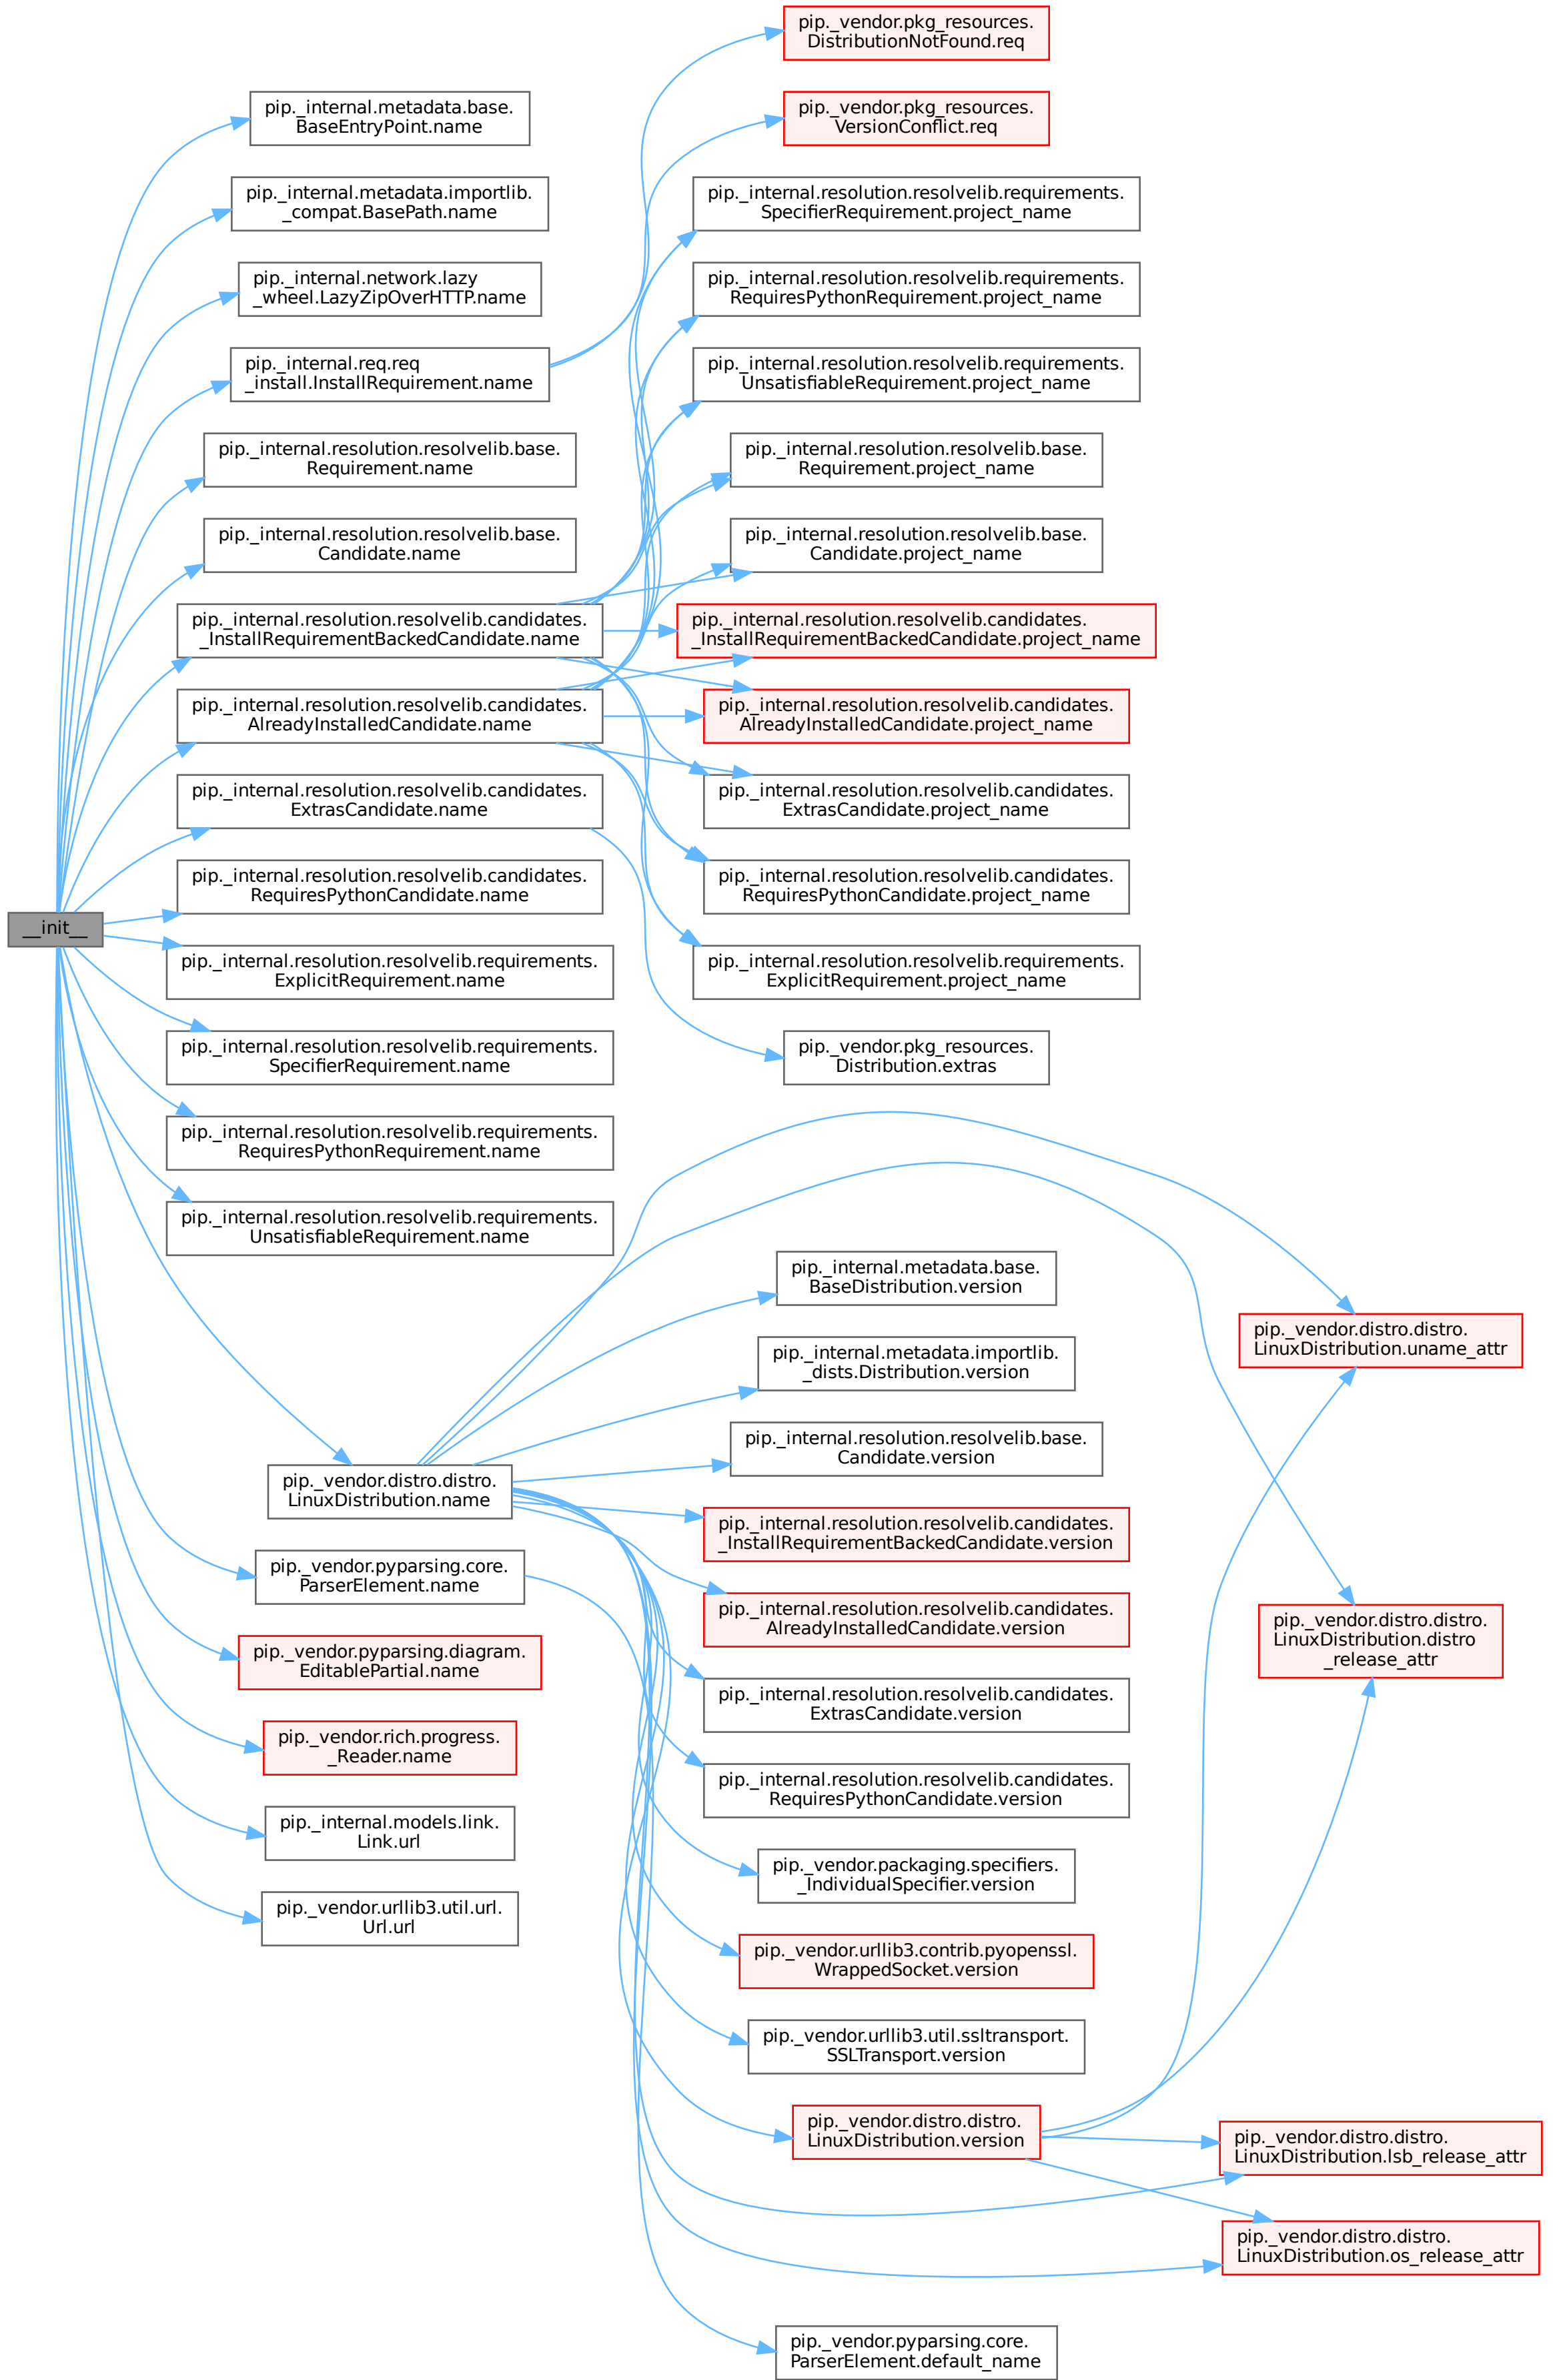 pip._vendor.pkg_resources.
DistributionNotFound.req
pip._internal.metadata.base.
BaseEntryPoint.name
pip._vendor.pkg_resources.
VersionConflict.req
pip._internal.metadata.importlib.
_compat.BasePath.name
pip._internal.resolution.resolvelib.requirements.
SpecifierRequirement.project_name
pip._internal.network.lazy
_wheel.LazyZipOverHTTP.name
pip._internal.resolution.resolvelib.requirements.
RequiresPythonRequirement.project_name
pip._internal.req.req
_install.InstallRequirement.name
pip._internal.resolution.resolvelib.requirements.
UnsatisfiableRequirement.project_name
pip._internal.resolution.resolvelib.base.
Requirement.name
pip._internal.resolution.resolvelib.base.
Requirement.project_name
pip._internal.resolution.resolvelib.base.
Candidate.name
pip._internal.resolution.resolvelib.base.
Candidate.project_name
pip._internal.resolution.resolvelib.candidates.
_InstallRequirementBackedCandidate.name
pip._internal.resolution.resolvelib.candidates.
_InstallRequirementBackedCandidate.project_name
pip._internal.resolution.resolvelib.candidates.
AlreadyInstalledCandidate.name
pip._internal.resolution.resolvelib.candidates.
AlreadyInstalledCandidate.project_name
pip._internal.resolution.resolvelib.candidates.
ExtrasCandidate.name
pip._internal.resolution.resolvelib.candidates.
ExtrasCandidate.project_name
pip._internal.resolution.resolvelib.candidates.
RequiresPythonCandidate.name
pip._internal.resolution.resolvelib.candidates.
RequiresPythonCandidate.project_name
__init__
pip._internal.resolution.resolvelib.requirements.
ExplicitRequirement.name
pip._internal.resolution.resolvelib.requirements.
ExplicitRequirement.project_name
pip._internal.resolution.resolvelib.requirements.
SpecifierRequirement.name
pip._vendor.pkg_resources.
Distribution.extras
pip._internal.resolution.resolvelib.requirements.
RequiresPythonRequirement.name
pip._internal.resolution.resolvelib.requirements.
UnsatisfiableRequirement.name
pip._internal.metadata.base.
BaseDistribution.version
pip._vendor.distro.distro.
LinuxDistribution.uname_attr
pip._internal.metadata.importlib.
_dists.Distribution.version
pip._internal.resolution.resolvelib.base.
Candidate.version
pip._vendor.distro.distro.
LinuxDistribution.name
pip._internal.resolution.resolvelib.candidates.
_InstallRequirementBackedCandidate.version
pip._vendor.pyparsing.core.
ParserElement.name
pip._internal.resolution.resolvelib.candidates.
AlreadyInstalledCandidate.version
pip._vendor.distro.distro.
LinuxDistribution.distro
_release_attr
pip._vendor.pyparsing.diagram.
EditablePartial.name
pip._internal.resolution.resolvelib.candidates.
ExtrasCandidate.version
pip._vendor.rich.progress.
_Reader.name
pip._internal.resolution.resolvelib.candidates.
RequiresPythonCandidate.version
pip._internal.models.link.
Link.url
pip._vendor.packaging.specifiers.
_IndividualSpecifier.version
pip._vendor.urllib3.util.url.
Url.url
pip._vendor.urllib3.contrib.pyopenssl.
WrappedSocket.version
pip._vendor.urllib3.util.ssltransport.
SSLTransport.version
pip._vendor.distro.distro.
LinuxDistribution.version
pip._vendor.distro.distro.
LinuxDistribution.lsb_release_attr
pip._vendor.distro.distro.
LinuxDistribution.os_release_attr
pip._vendor.pyparsing.core.
ParserElement.default_name